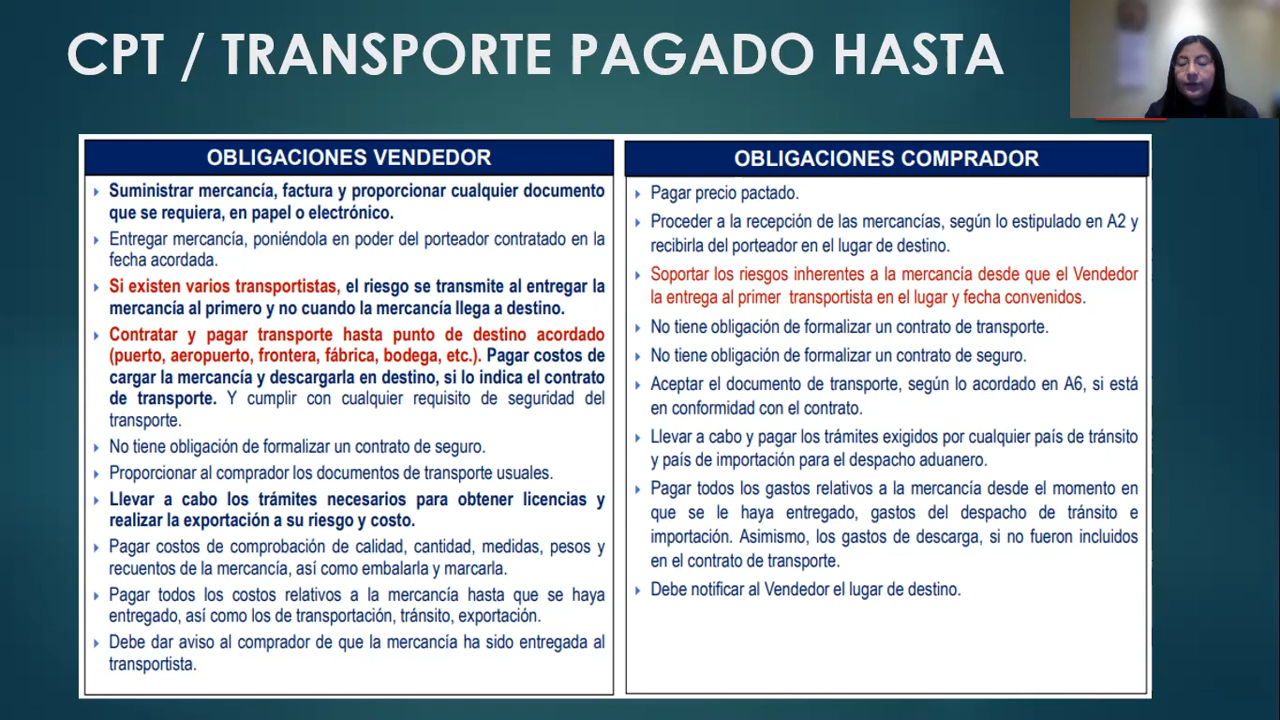 CPT / TRANSPORTE PAGADO HASTA
OBLIGACIONES VENDEDOR
Suministrar mercancía, factura y proporcionar cualquier documento
que se requiera, en papel o electrónico.
Entregar mercancía, poniéndola en poder del porteador contratado en la
fecha acordada.
Si existen varios transportistas, el riesgo se transmite al entregar la
mercancía al primero y no cuando la mercancía llega a destino.
Contratar y pagar transporte hasta punto de destino acordado
(puerto, aeropuerto, frontera, fábrica, bodega, etc.). Pagar costos de
cargar la mercancía y descargarla en destino, si lo indica el contrato
de transporte. Y cumplir con cualquier requisito de seguridad del
transporte.
No tiene obligación de formalizar un contrato de seguro.
Proporcionar al comprador los documentos de transporte usuales.
Llevar a cabo los trámites necesarios para obtener licencias y
realizar la exportación a su riesgo y costo.
Pagar costos de comprobación de calidad, cantidad, medidas, pesos y
recuentos de la mercancía, así como embalarla y marcarla.
Pagar todos los costos relativos a la mercancía hasta que se haya
entregado, así como los de transportación, tránsito, exportación.
Debe dar aviso al comprador de que la mercancía ha sido entregada al
transportista.
OBLIGACIONES COMPRADOR
Pagar precio pactado.
Proceder a la recepción de las mercancías, según lo estipulado en A2 y
recibirla del porteador en el lugar de destino.
Soportar los riesgos inherentes a la mercancía desde que el Vendedor
la entrega al primer transportista en el lugar y fecha convenidos.
No tiene obligación de formalizar un contrato de transporte.
No tiene obligación de formalizar un contrato de seguro.
Aceptar el documento de transporte, según lo acordado en A6, si está
en conformidad con el contrato.
Llevar a cabo y pagar los trámites exigidos por cualquier país de tránsito
y país de importación para el despacho aduanero.
Pagar todos los gastos relativos a la mercancía desde el momento en
que se le haya entregado, gastos del despacho de tránsito e
importación. Asimismo, los gastos de descarga, si no fueron incluidos
en el contrato de transporte.
Debe notificar al Vendedor el lugar de destino.